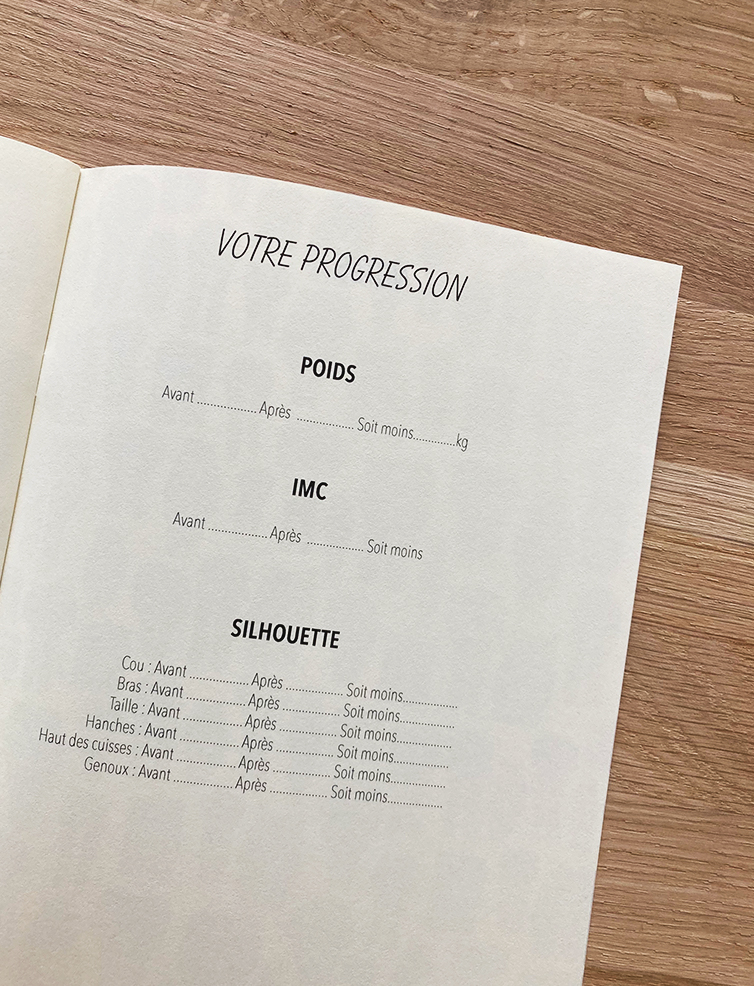 VOTRE PROGRESSION
POIDS
Avant ................ Après ................ Soit moins............kg
IMC
Avant ................ Après ................ Soit moins
SILHOUETTE
Cou : Avant ................ Après ................ Soit moins...............
Bras : Avant ................ Après ................ Soit moins...............
Taille : Avant ................ Après ................ Soit moins...............
Hanches : Avant ................ Après ................ Soit moins...............
Haut des cuisses : Avant ................ Après ................ Soit moins...............
Genoux : Avant ................ Après ................ Soit moins...............